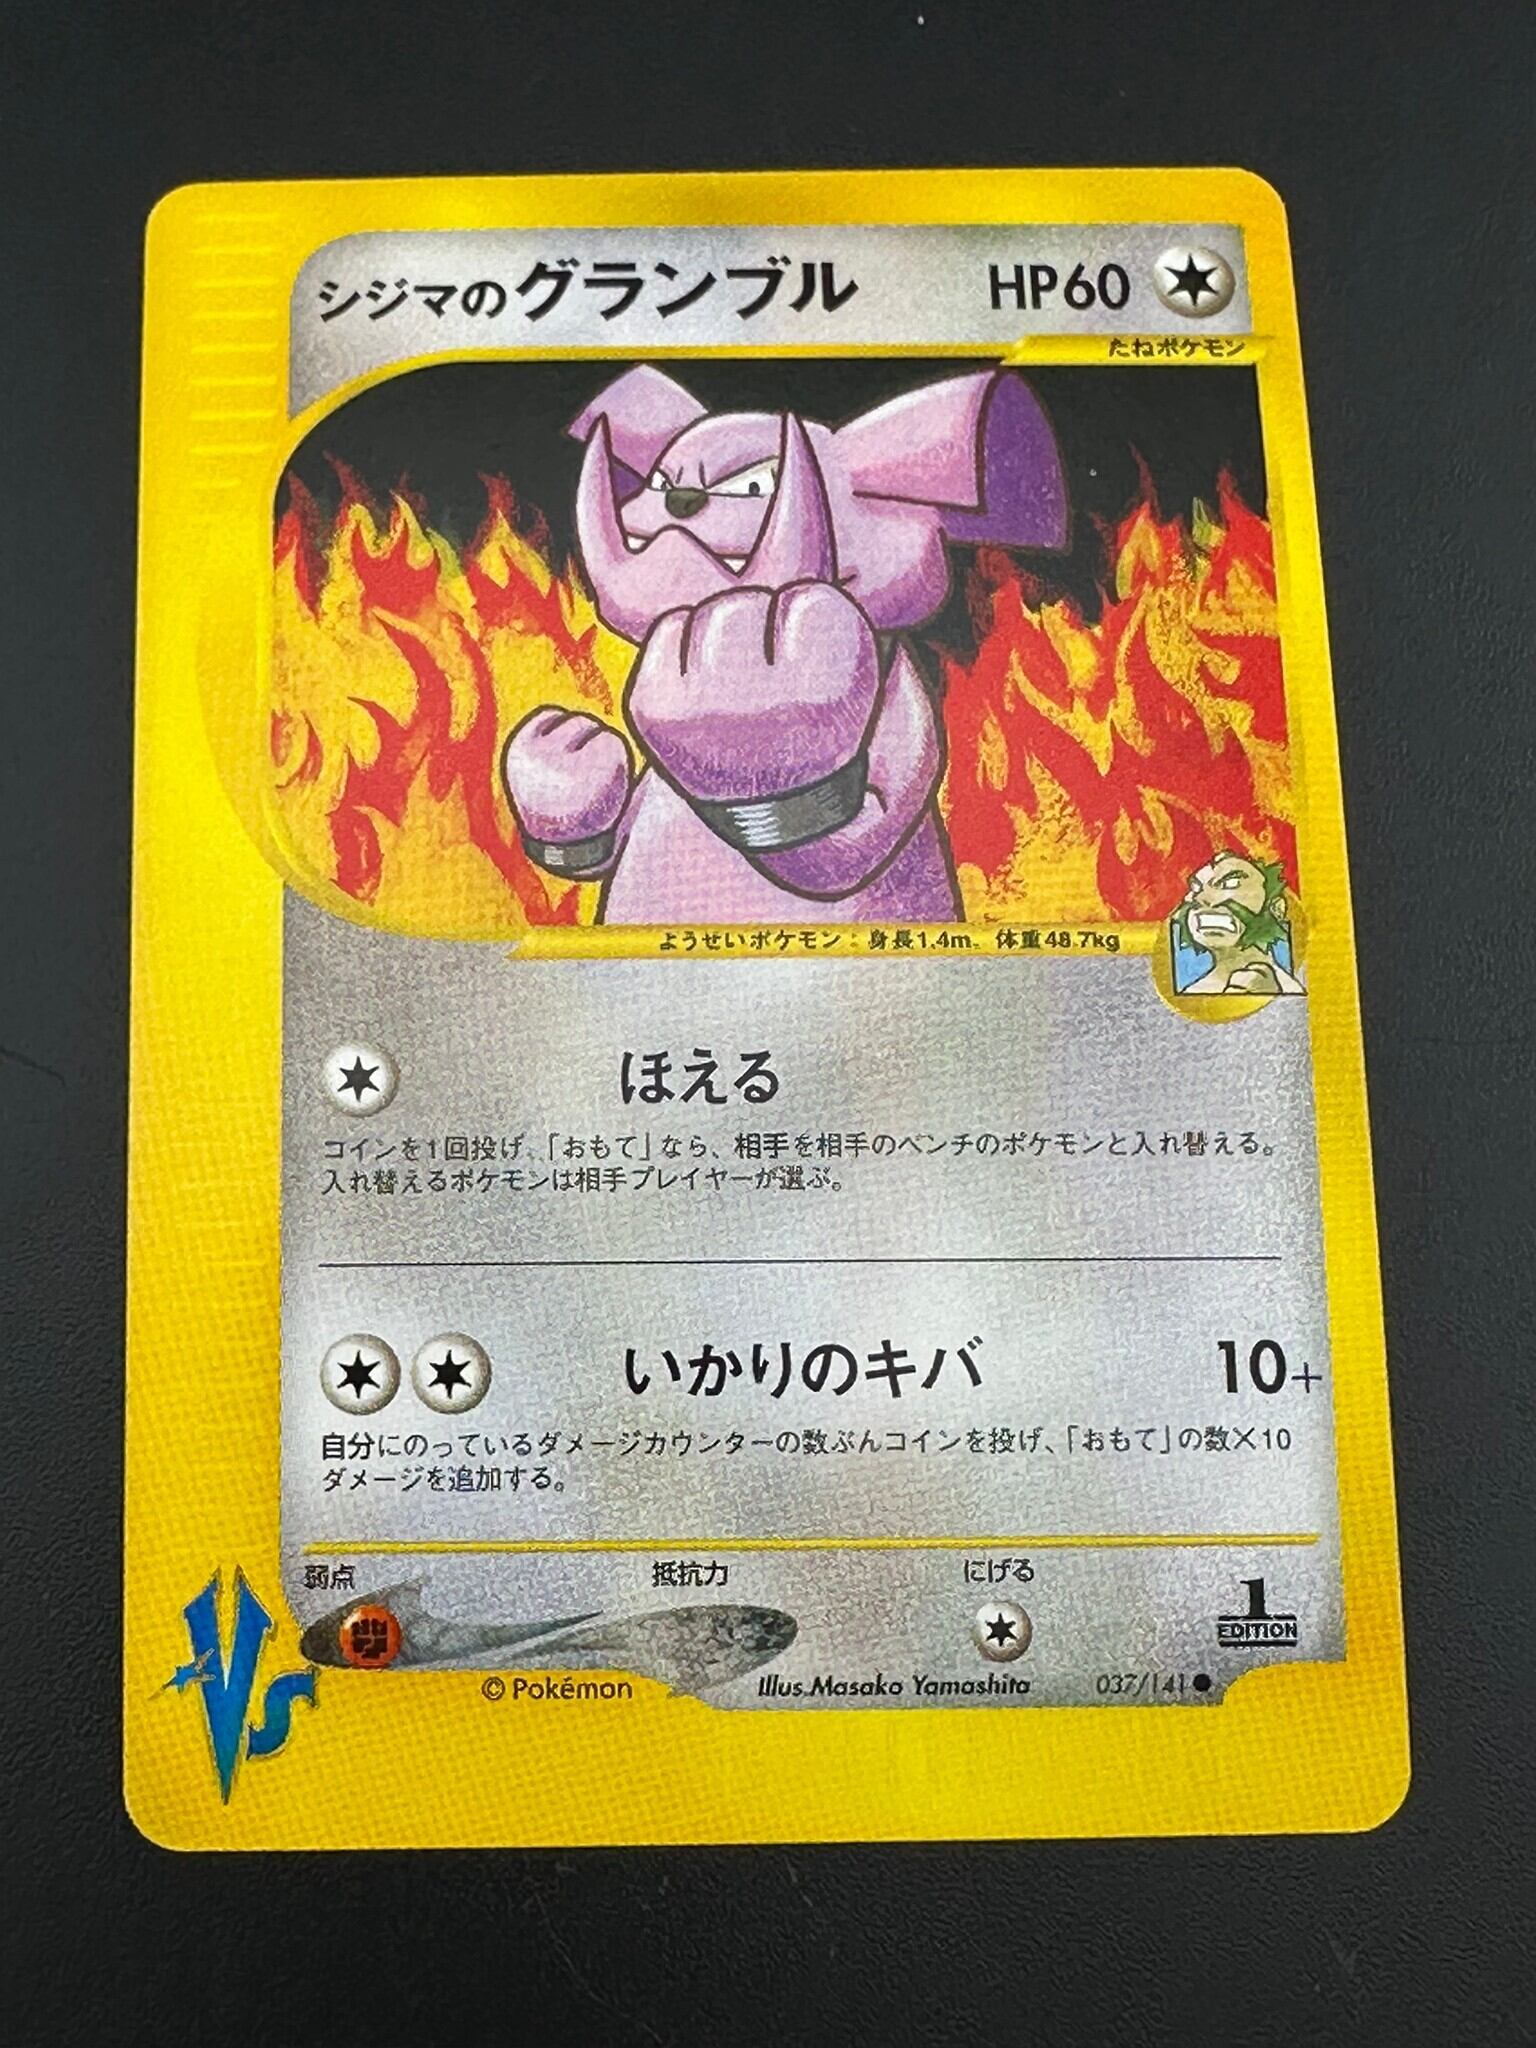 シジマのグランブル HP60
たねポケモン
ようせいポケモン：身長1.4m、体重48.7kg
ほえる
コインを1回投げ、「おもて」なら、相手を相手のベンチのポケモンと入れ替える。
入れ替えるポケモンは相手プレイヤーが選ぶ。
いかりのキバ 10+
自分にのっているダメージカウンターの数ぶんコインを投げ、「おもて」の数×10
ダメージを追加する。
弱点 抵抗力 にげる
1
EDITION
VS
© Pokémon Illus.Masako Yamashita 037/141●